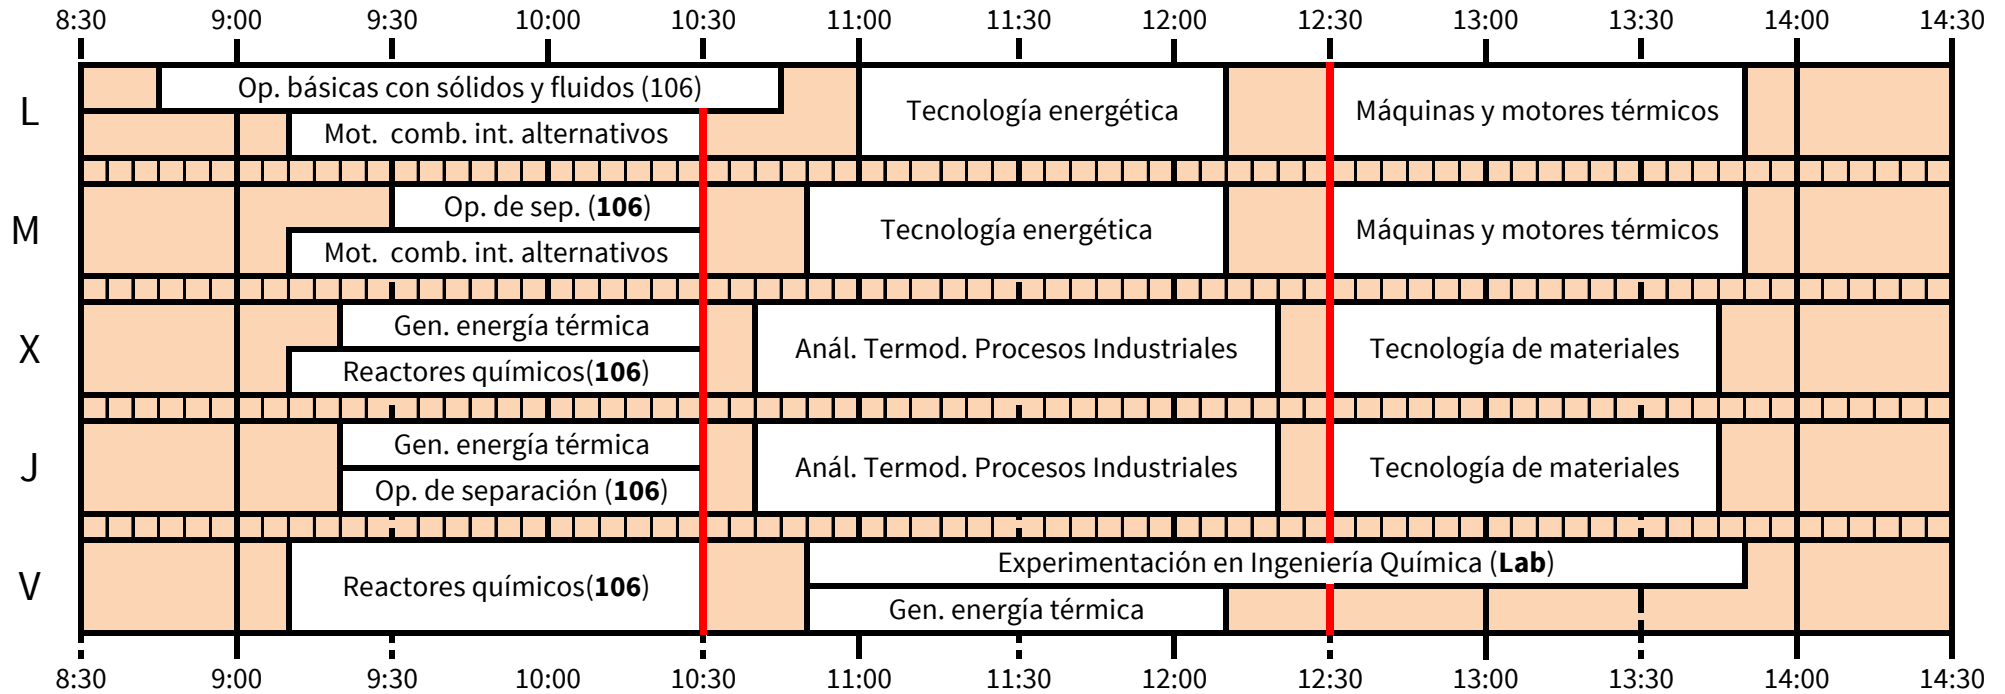 8:30 9:00 9:30 10:00 10:30 11:00 11:30 12:00 12:30 13:00 13:30 14:00 14:30
L
Op. básicas con sólidos y fluidos (106)
Mot. comb. int. alternativos
Tecnología energética
Máquinas y motores térmicos
M
Op. de sep. (106)
Mot. comb. int. alternativos
Tecnología energética
Máquinas y motores térmicos
X
Gen. energía térmica
Reactores químicos(106)
Anál. Termod. Procesos Industriales
Tecnología de materiales
J
Gen. energía térmica
Op. de separación (106)
Anál. Termod. Procesos Industriales
Tecnología de materiales
V
Reactores químicos(106)
Experimentación en Ingeniería Química (Lab)
Gen. energía térmica
8:30 9:00 9:30 10:00 10:30 11:00 11:30 12:00 12:30 13:00 13:30 14:00 14:30